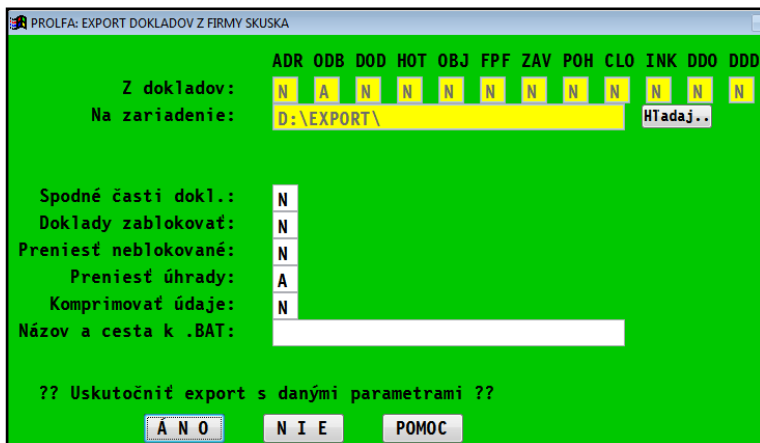 PROLFA: EXPORT DOKLADOV Z FIRMY SKUSKA
ADR ODB DOD HOT OBJ FPF ZAV POH CLO INK DDO DDD
Z dokladov: N A N N N N N N N N N N
Na zariadenie: D:\EXPORT\ HTadaj..
Spodné časti dokl.: N
Doklady zablokovať: N
Preniesť neblokované: N
Preniesť úhrady: A
Komprimovať údaje: N
Názov a cesta k .BAT:
?? Uskutočniť export s danými parametrami ??
Á N O N I E POMOC